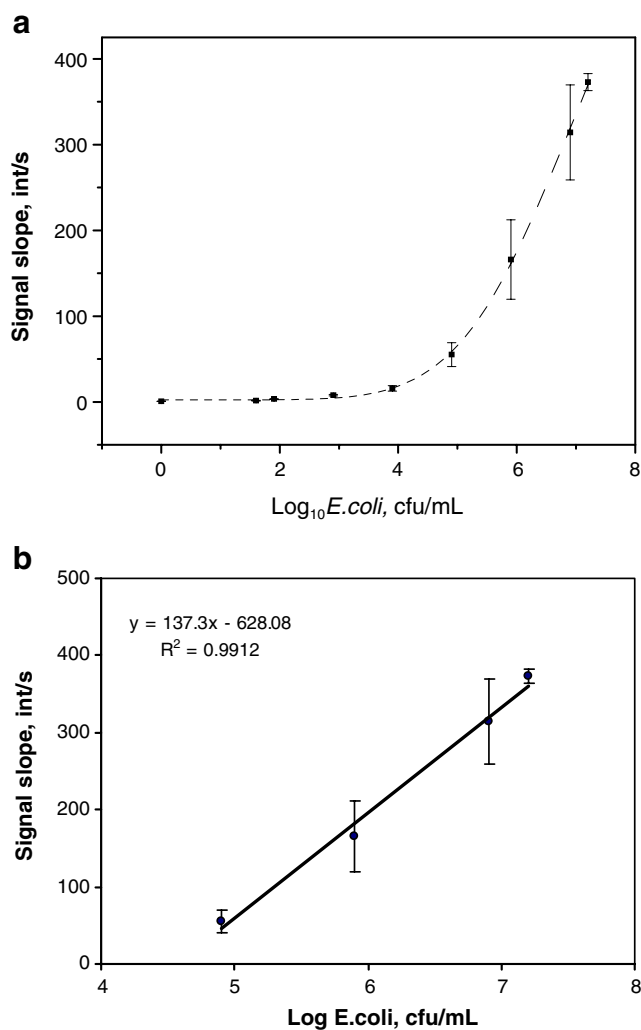 a
400
300
200
100
0
0 2 4 6 8
Signal slope, int/s
Log₁₀E.coli, cfu/mL
b
500
400
300
200
100
0
4 5 6 7 8
y = 137.3x - 628.08
R² = 0.9912
Signal slope, int/s
Log E.coli, cfu/mL